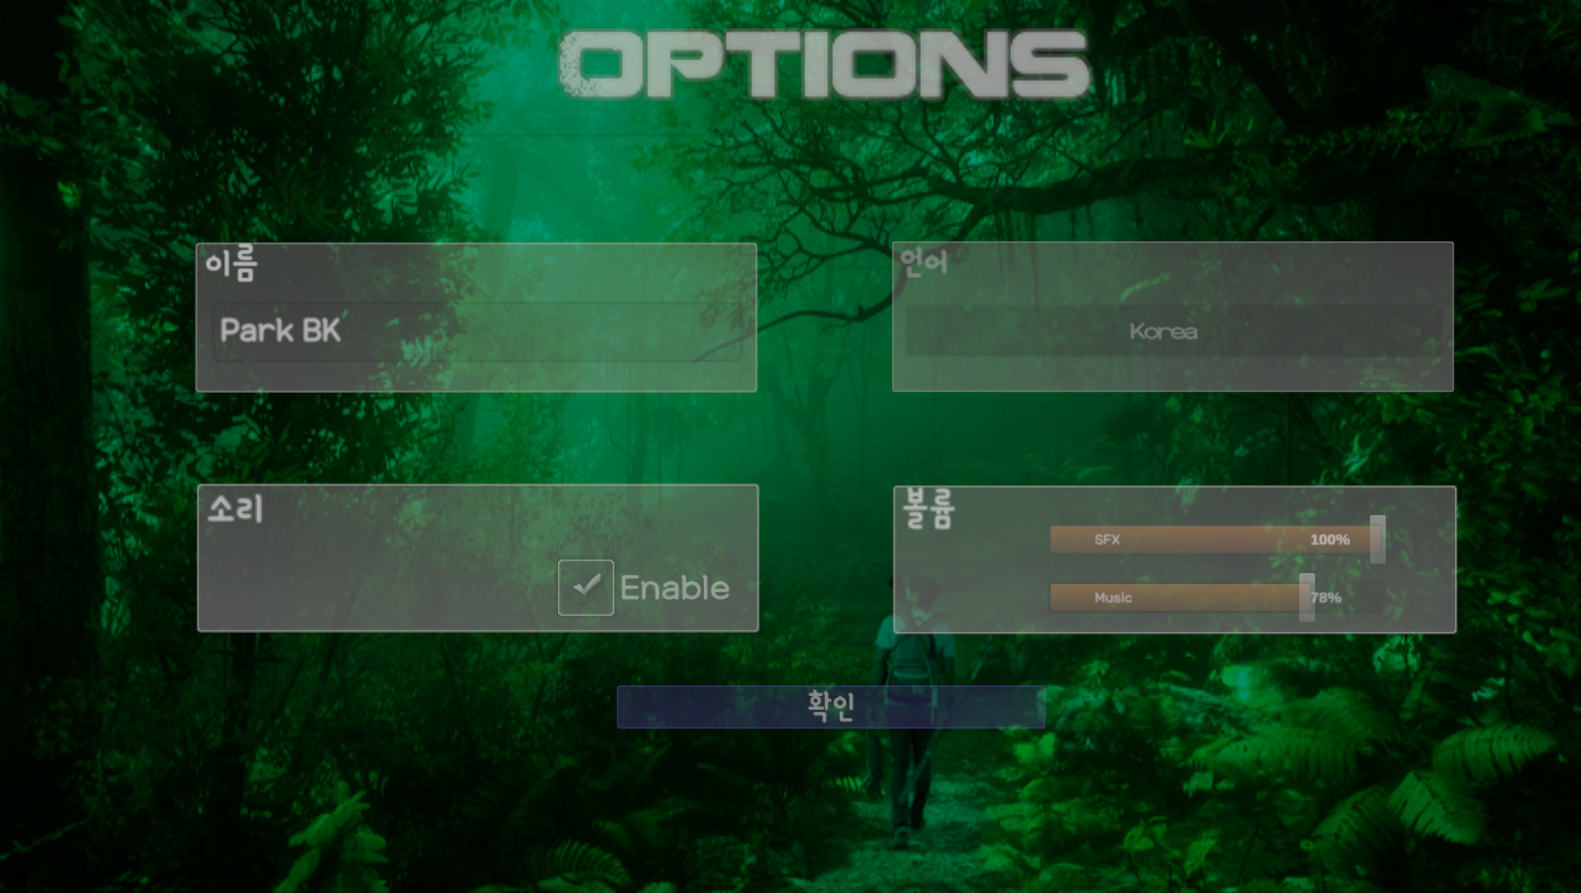 OPTIONS
이름
Park BK
언어
Korea
소리
Enable
볼륨
SFX 100%
Music 78%
확인